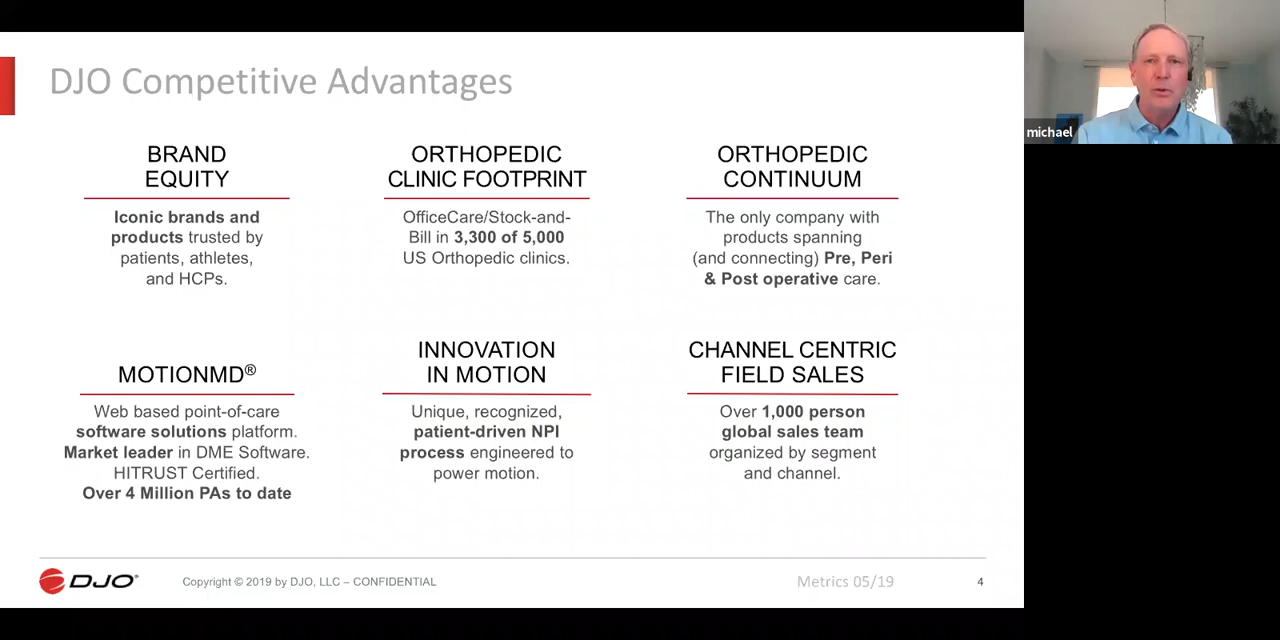 DJO Competitive Advantages
BRAND
EQUITY
Iconic brands and
products trusted by
patients, athletes,
and HCPs.
ORTHOPEDIC
CLINIC FOOTPRINT
OfficeCare/Stock-and-
Bill in 3,300 of 5,000
US Orthopedic clinics.
ORTHOPEDIC
CONTINUUM
The only company with
products spanning
(and connecting) Pre, Peri
& Post operative care.
MOTIONMD®
Web based point-of-care
software solutions platform.
Market leader in DME Software.
HITRUST Certified.
Over 4 Million PAs to date
INNOVATION
IN MOTION
Unique, recognized,
patient-driven NPI
process engineered to
power motion.
CHANNEL CENTRIC
FIELD SALES
Over 1,000 person
global sales team
organized by segment
and channel.
DJO®
Copyright © 2019 by DJO, LLC – CONFIDENTIAL
Metrics 05/19
4
michael